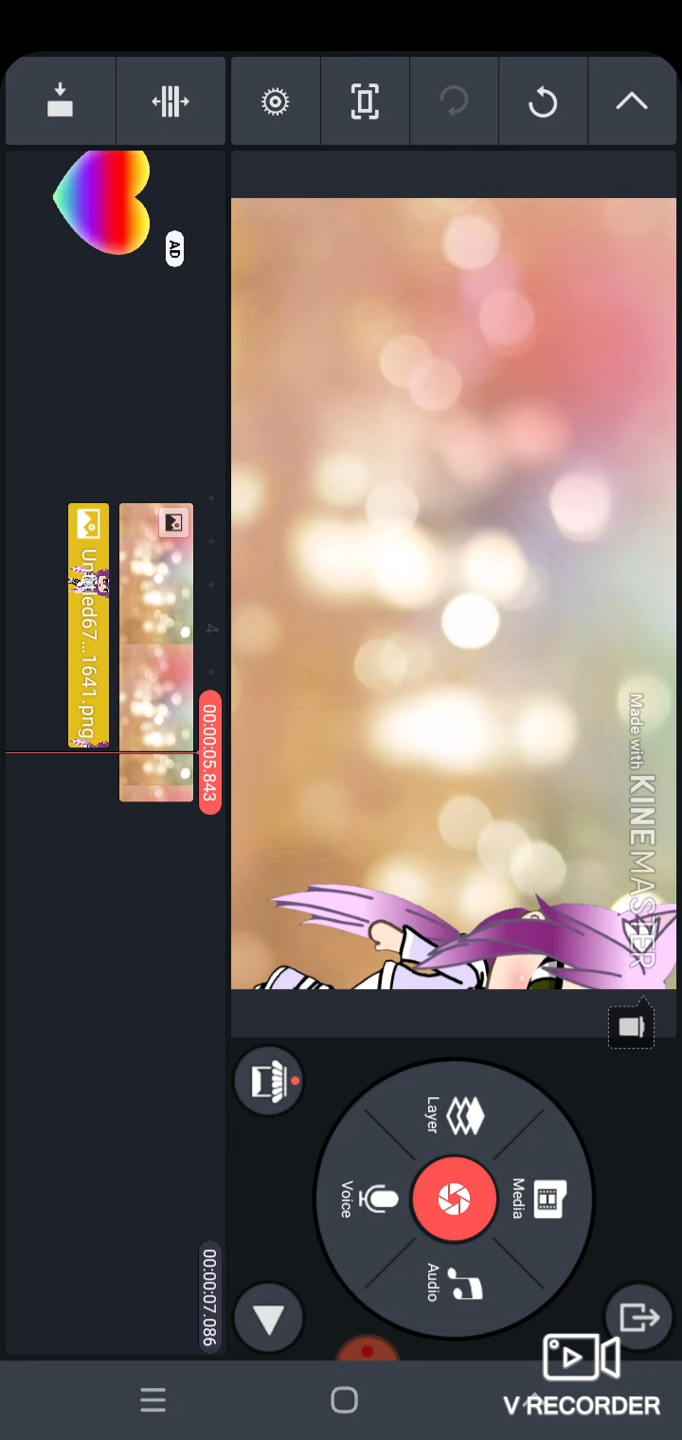 AD
4
00:00:05.843
Untitled67...1641.png
00:00:07.086
Made with KINEMASTER
Media
Layer
Voice
Audio
V RECORDER